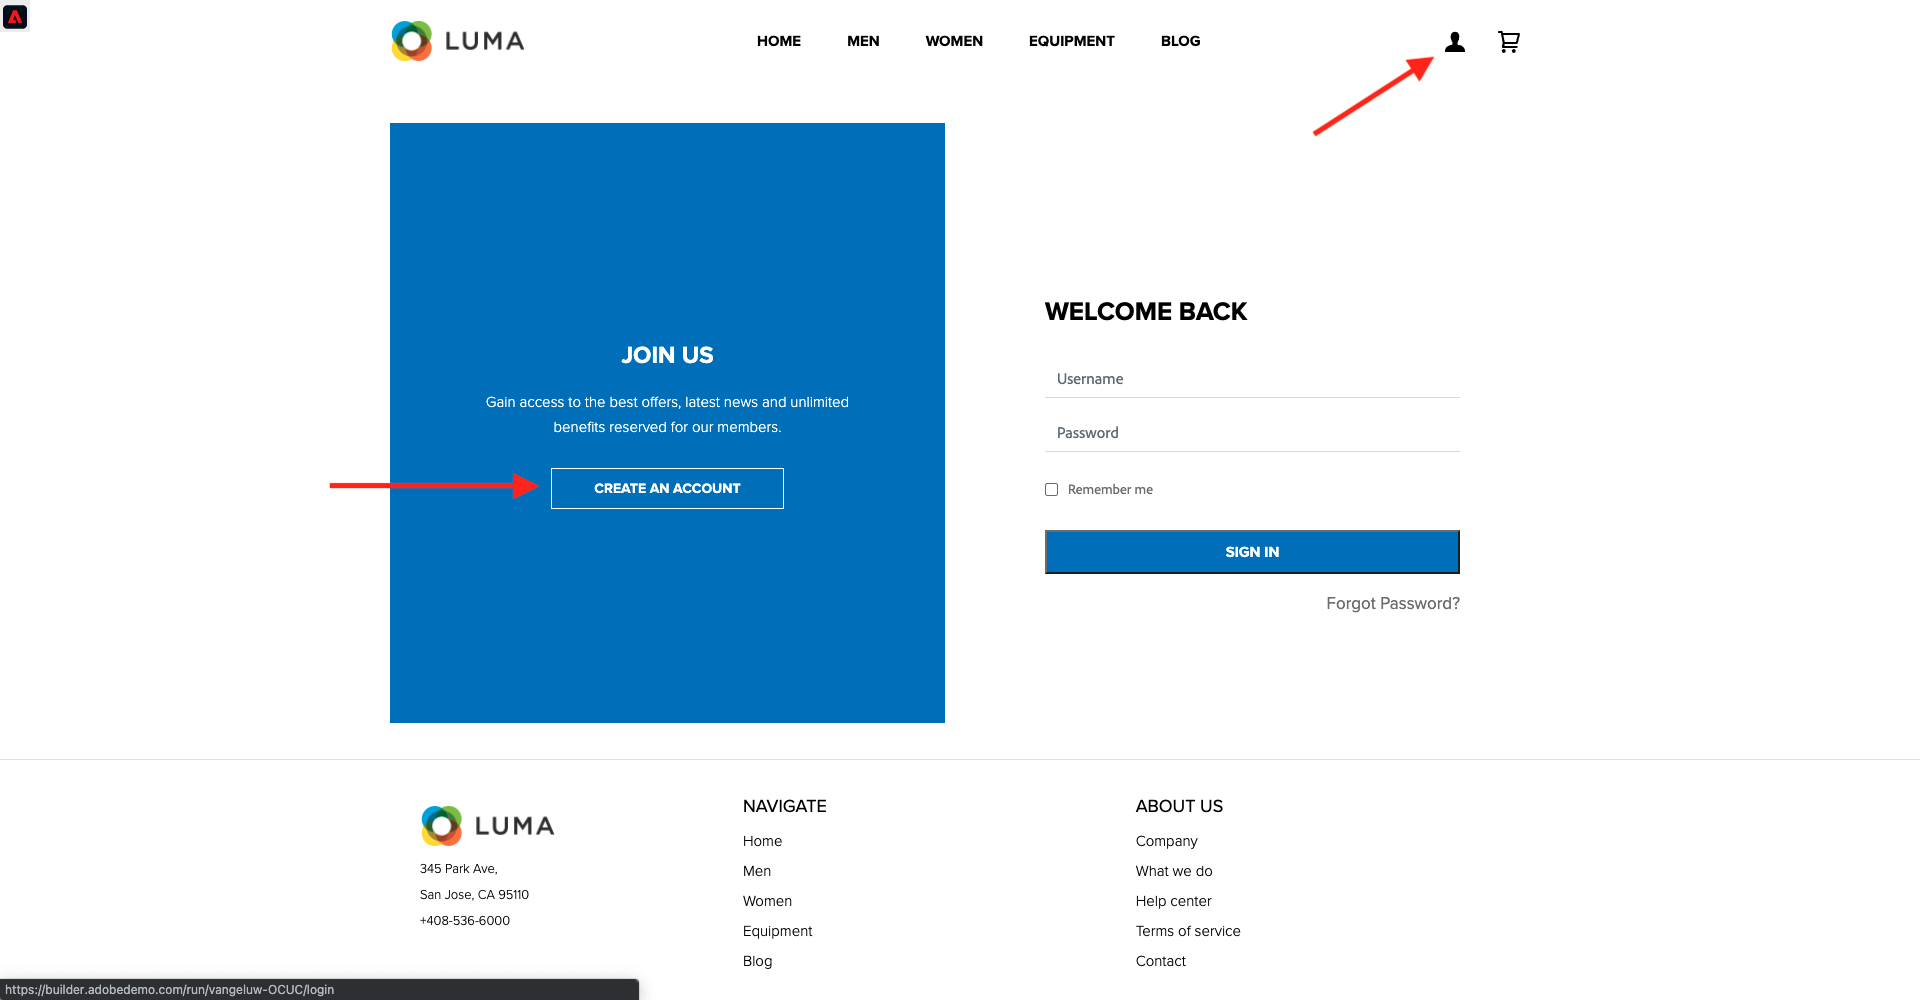 LUMA
HOME MEN WOMEN EQUIPMENT BLOG
JOIN US
Gain access to the best offers, latest news and unlimited
benefits reserved for our members.
CREATE AN ACCOUNT
WELCOME BACK
Username
Password
Remember me
SIGN IN
Forgot Password?
LUMA
345 Park Ave,
San Jose, CA 95110
+408-536-6000
NAVIGATE
Home
Men
Women
Equipment
Blog
ABOUT US
Company
What we do
Help center
Terms of service
Contact
https://builder.adobedemo.com/run/vangeluw-OCUC/login